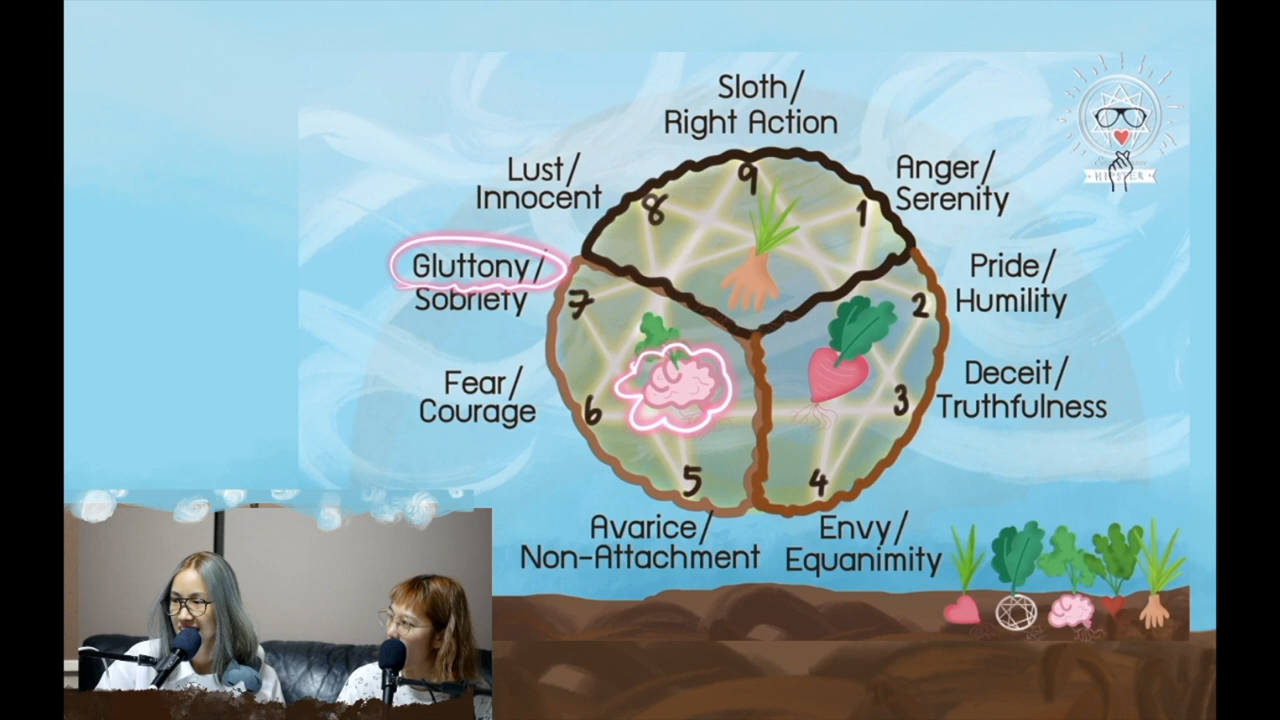 Sloth/
Right Action
HIPSTER
Lust/
Innocent
9
Anger/
Serenity
8
1
Gluttony/
Sobriety
Pride/
Humility
7
2
Fear/
Courage
Deceit/
Truthfulness
6
3
5
4
Avarice/
Non-Attachment
Envy/
Equanimity